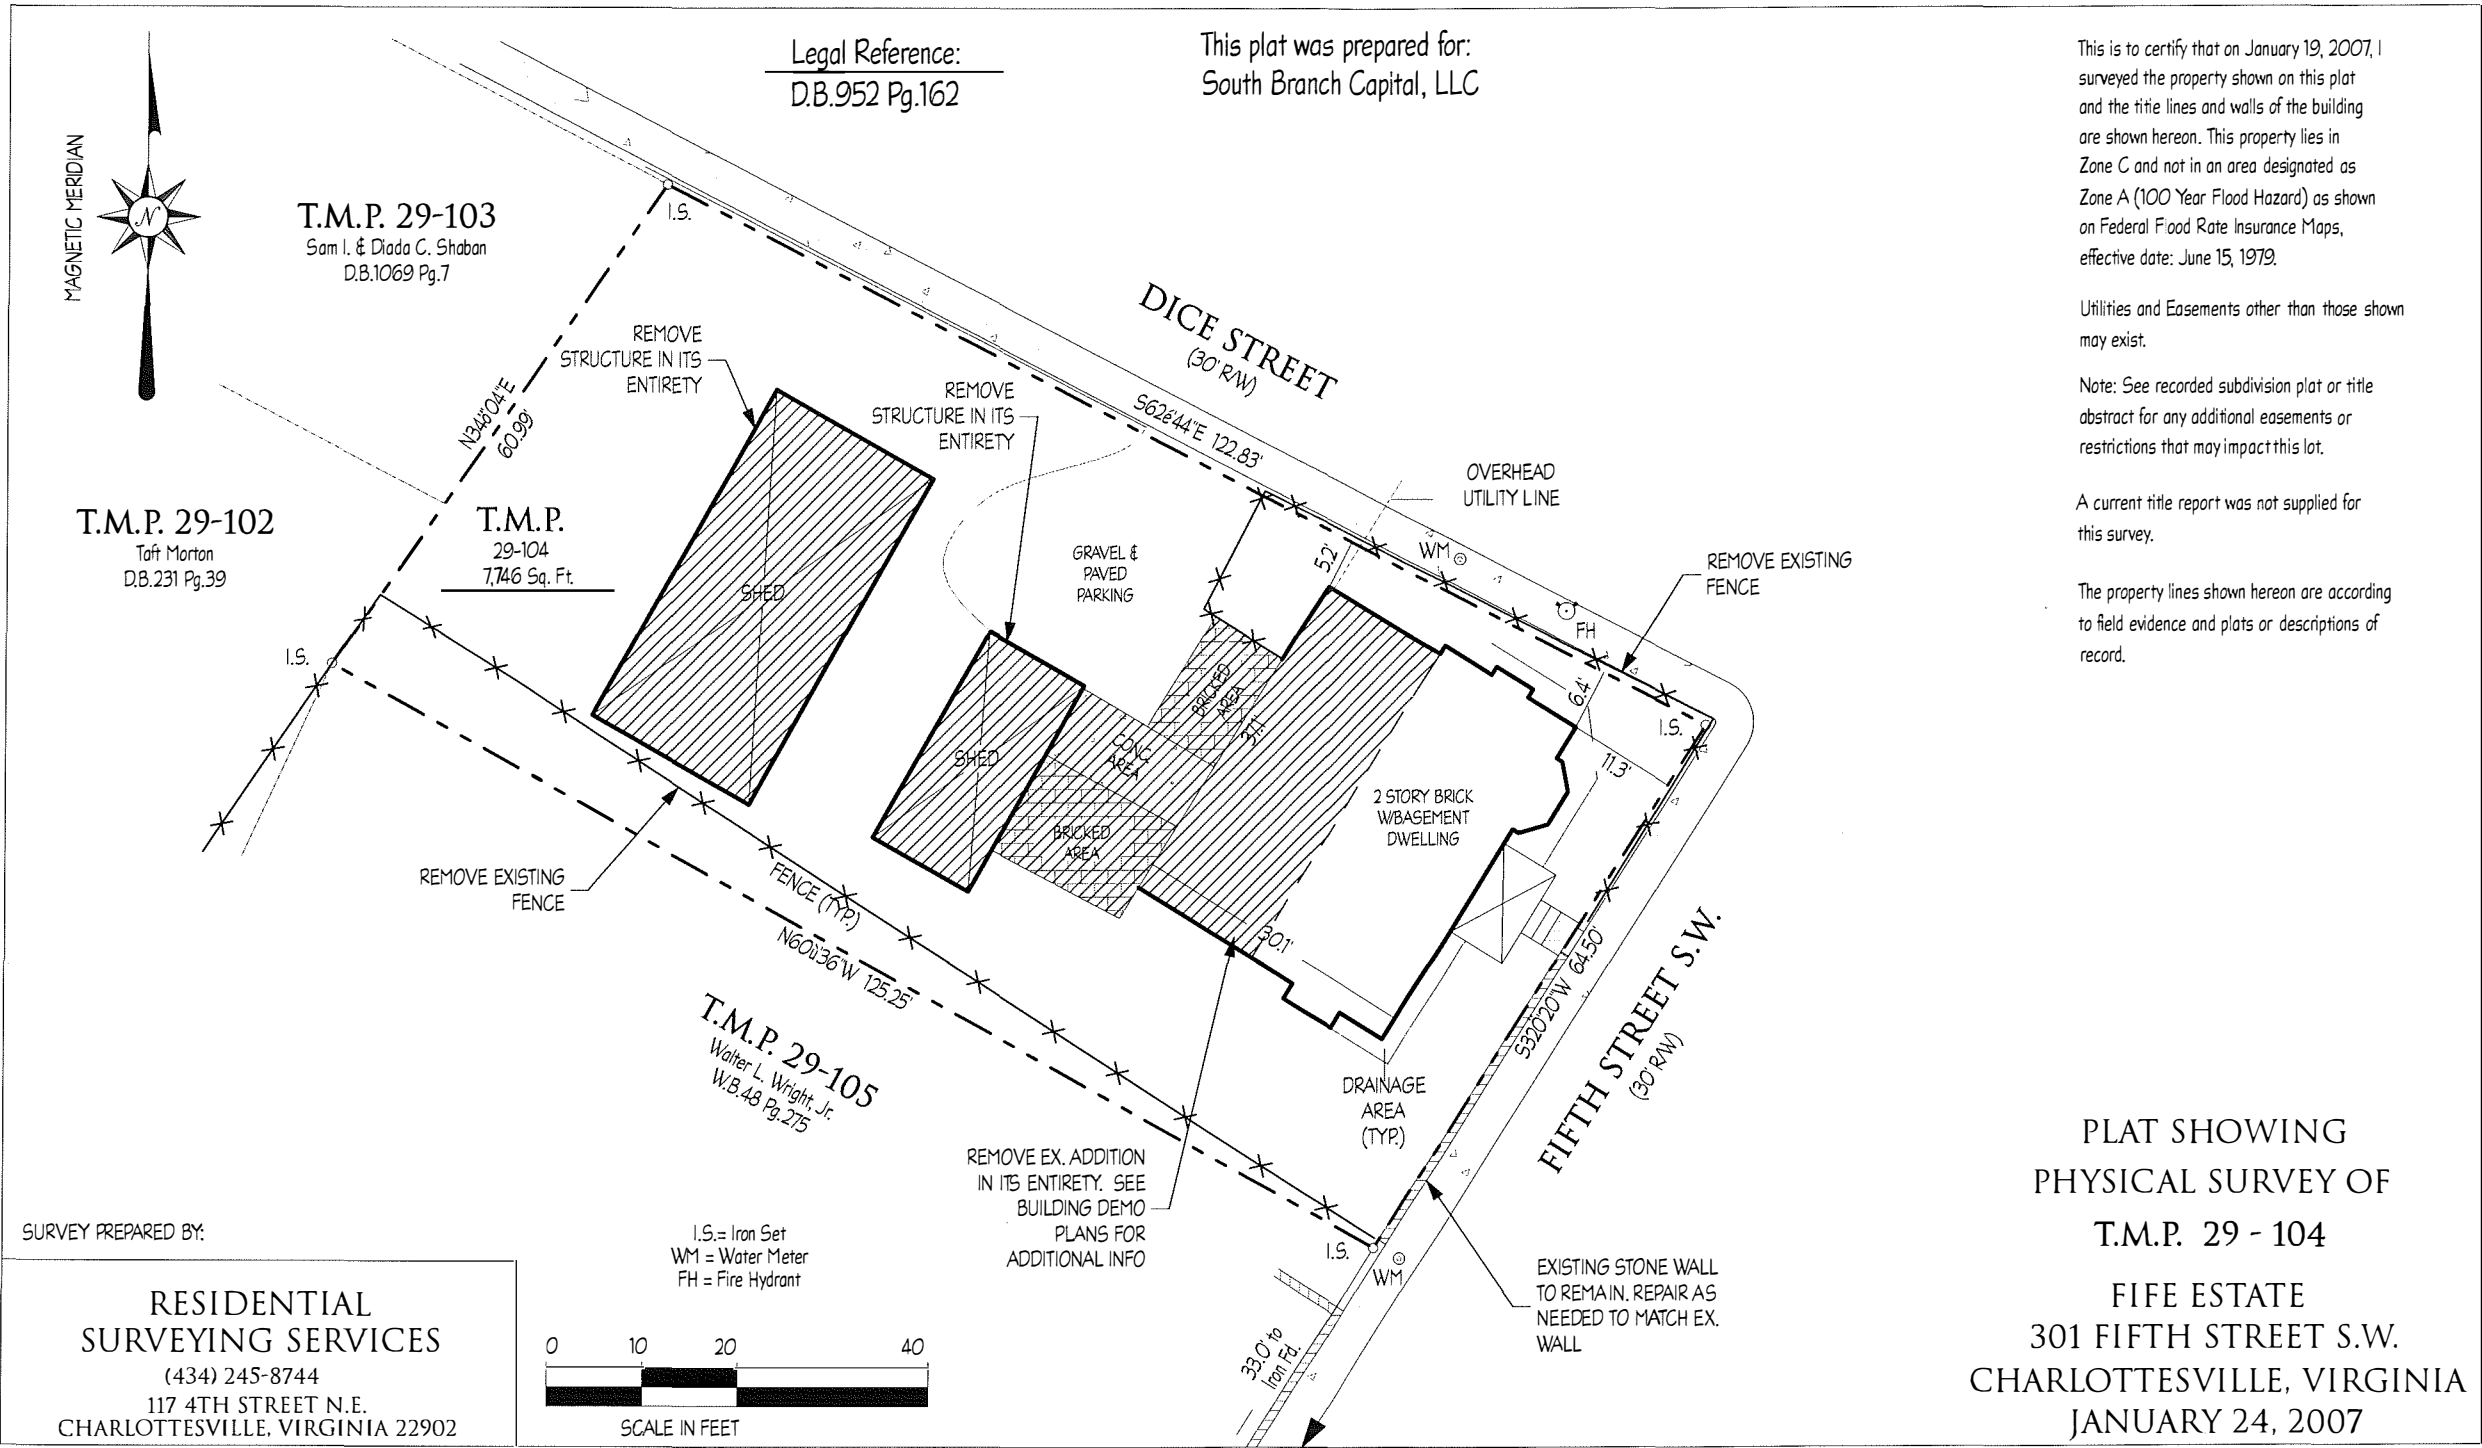 Legal Reference:
D.B.952 Pg.162
This plat was prepared for:
South Branch Capital, LLC
This is to certify that on January 19, 2007, I
surveyed the property shown on this plat
and the title lines and walls of the building
are shown hereon. This property lies in
Zone C and not in an area designated as
Zone A (100 Year Flood Hazard) as shown
on Federal Flood Rate Insurance Maps,
effective date: June 15, 1979.
Utilities and Easements other than those shown
may exist.
Note: See recorded subdivision plat or title
abstract for any additional easements or
restrictions that may impact this lot.
A current title report was not supplied for
this survey.
The property lines shown hereon are according
to field evidence and plats or descriptions of
record.
MAGNETIC MERIDIAN
N
T.M.P. 29-103
Sam I. & Diada C. Shaban
D.B.1069 Pg.7
I.S.
DICE STREET
(30' R/W)
S62°6'44"E 122.83'
REMOVE
STRUCTURE IN ITS
ENTIRETY
REMOVE
STRUCTURE IN ITS
ENTIRETY
60.99'
OVERHEAD
UTILITY LINE
T.M.P. 29-102
Taft Morton
D.B.231 Pg.39
T.M.P.
29-104
7,746 Sq. Ft.
GRAVEL &
PAVED
PARKING
5.2'
WM
FH
REMOVE EXISTING
FENCE
SHED
I.S.
BRICKED
AREA
37.1'
6.4'
I.S.
11.3'
SHED
CONC.
AREA
BRICKED
AREA
2 STORY BRICK
W/BASEMENT
DWELLING
REMOVE EXISTING
FENCE
FENCE (TYP.)
30.1'
125.25'
T.M.P. 29-105
Walter L. Wright, Jr.
W.B.48 Pg.275
64.50'
FIFTH STREET S.W.
(30' R/W)
DRAINAGE
AREA
(TYP.)
REMOVE EX. ADDITION
IN ITS ENTIRETY. SEE
BUILDING DEMO
PLANS FOR
ADDITIONAL INFO
I.S.
WM
EXISTING STONE WALL
TO REMAIN. REPAIR AS
NEEDED TO MATCH EX.
WALL
33.0' to
Iron Fd.
I.S.= Iron Set
WM = Water Meter
FH = Fire Hydrant
0 10 20 40
SCALE IN FEET
SURVEY PREPARED BY:
RESIDENTIAL
SURVEYING SERVICES
(434) 245-8744
117 4TH STREET N.E.
CHARLOTTESVILLE, VIRGINIA 22902
PLAT SHOWING
PHYSICAL SURVEY OF
T.M.P. 29 - 104
FIFE ESTATE
301 FIFTH STREET S.W.
CHARLOTTESVILLE, VIRGINIA
JANUARY 24, 2007